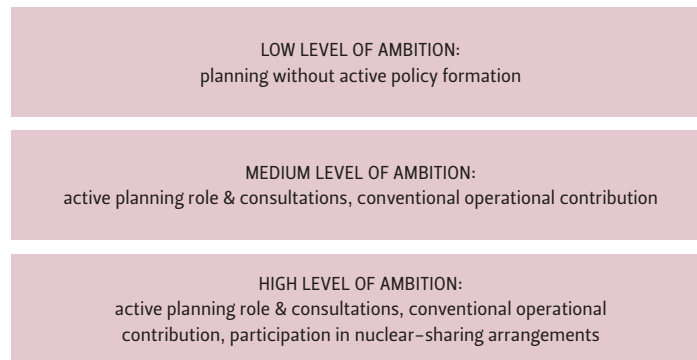 LOW LEVEL OF AMBITION:
planning without active policy formation
MEDIUM LEVEL OF AMBITION:
active planning role & consultations, conventional operational contribution
HIGH LEVEL OF AMBITION:
active planning role & consultations, conventional operational
contribution, participation in nuclear-sharing arrangements